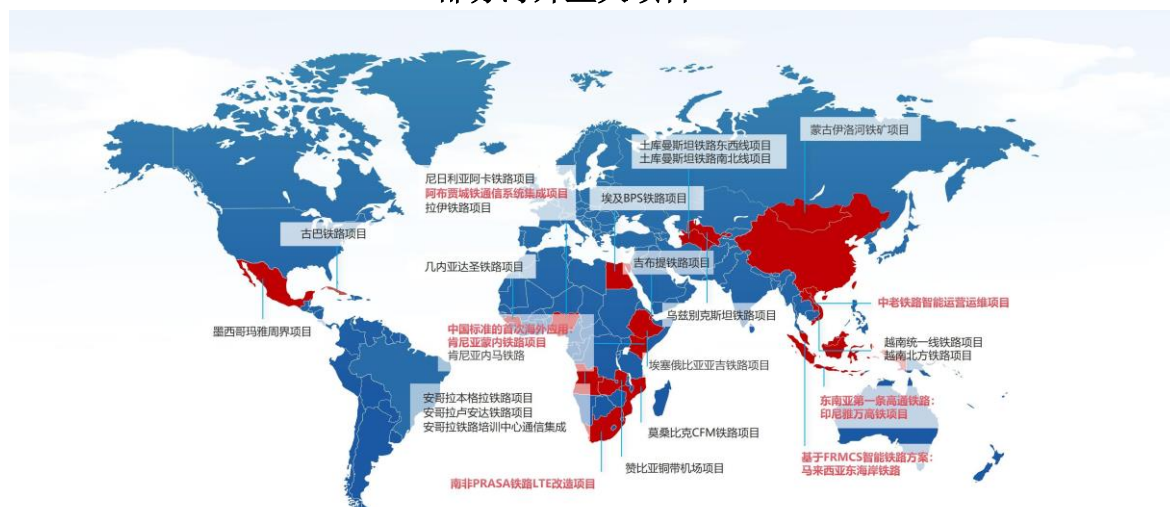 部分海外重大项目
蒙古伊洛河铁矿项目
土库曼斯坦铁路东西线项目
土库曼斯坦铁路南北线项目
尼日利亚阿卡铁路项目
阿布贾城铁通信系统集成项目
拉伊铁路项目
埃及BPS铁路项目
古巴铁路项目
几内亚达圣铁路项目
吉布提铁路项目
中老铁路智能运营运维项目
乌兹别克斯坦铁路项目
墨西哥玛雅周界项目
中国标准的首次海外应用：
肯尼亚蒙内铁路项目
肯尼亚内马铁路
越南统一线铁路项目
越南北方铁路项目
埃塞俄比亚亚吉铁路项目
安哥拉本格拉铁路项目
安哥拉卢安达铁路项目
安哥拉铁路培训中心通信集成
东南亚第一条高通铁路：
印尼雅万高铁项目
莫桑比克CFM铁路项目
基于FRMCS智能铁路方案：
马来西亚东海岸铁路
赞比亚铜带机场项目
南非PRASA铁路LTE改造项目